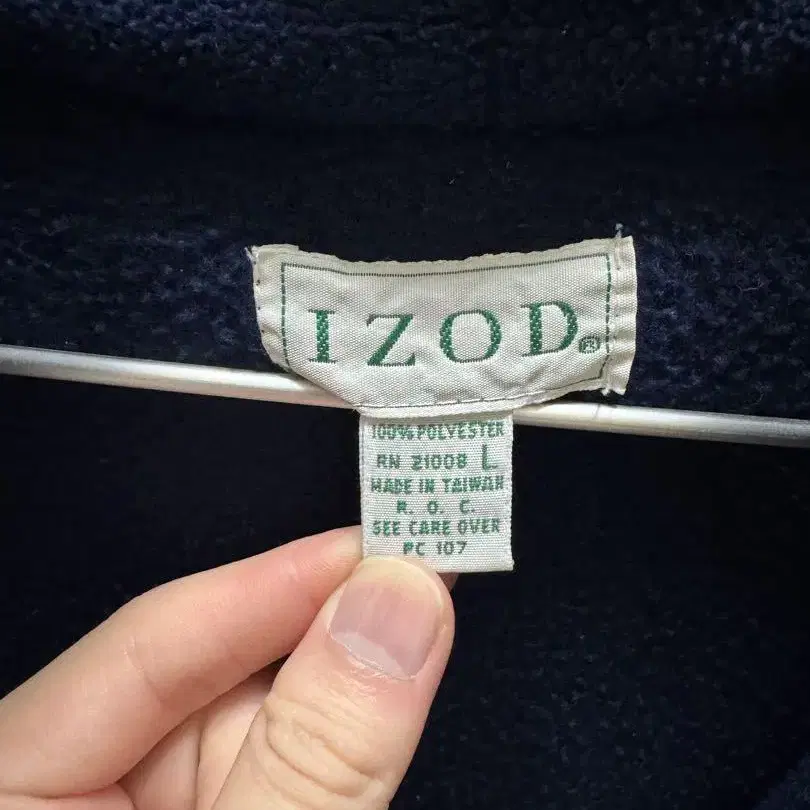 IZOD®
100% POLYESTER
RN 21008 L
MADE IN TAIWAN
R. O. C.
SEE CARE OVER
PC 107